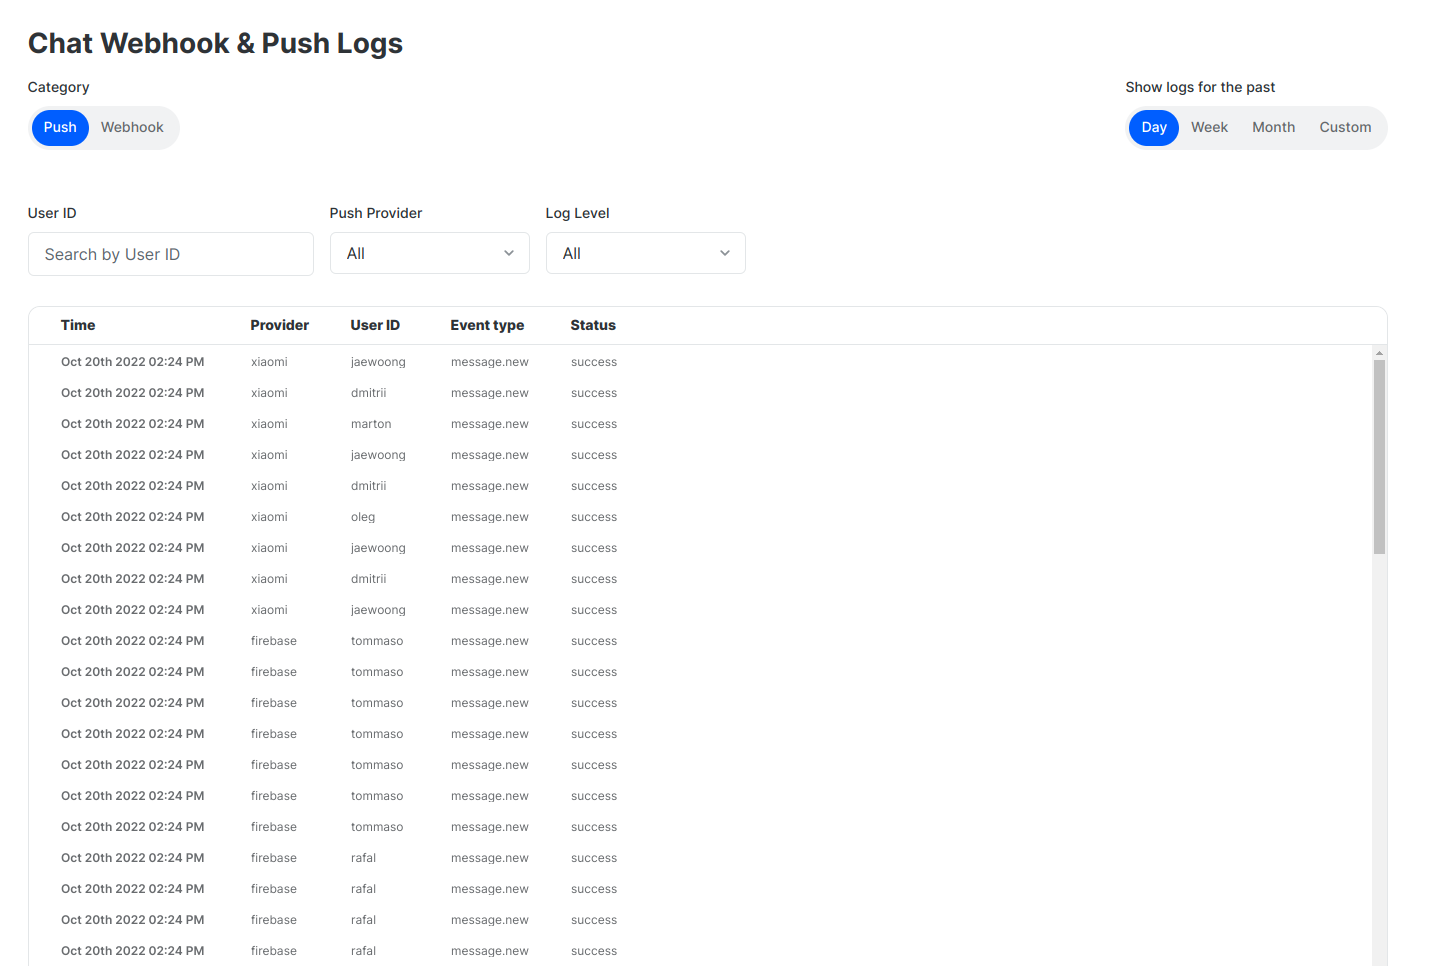 Chat Webhook & Push Logs
Category
Show logs for the past
Push Webhook
Day Week Month Custom
User ID Push Provider Log Level
Search by User ID All All
Time Provider User ID Event type Status
Oct 20th 2022 02:24 PM xiaomi jaewoong message.new success
Oct 20th 2022 02:24 PM xiaomi dmitrii message.new success
Oct 20th 2022 02:24 PM xiaomi marton message.new success
Oct 20th 2022 02:24 PM xiaomi jaewoong message.new success
Oct 20th 2022 02:24 PM xiaomi dmitrii message.new success
Oct 20th 2022 02:24 PM xiaomi oleg message.new success
Oct 20th 2022 02:24 PM xiaomi jaewoong message.new success
Oct 20th 2022 02:24 PM xiaomi dmitrii message.new success
Oct 20th 2022 02:24 PM xiaomi jaewoong message.new success
Oct 20th 2022 02:24 PM firebase tommaso message.new success
Oct 20th 2022 02:24 PM firebase tommaso message.new success
Oct 20th 2022 02:24 PM firebase tommaso message.new success
Oct 20th 2022 02:24 PM firebase tommaso message.new success
Oct 20th 2022 02:24 PM firebase tommaso message.new success
Oct 20th 2022 02:24 PM firebase tommaso message.new success
Oct 20th 2022 02:24 PM firebase tommaso message.new success
Oct 20th 2022 02:24 PM firebase rafal message.new success
Oct 20th 2022 02:24 PM firebase rafal message.new success
Oct 20th 2022 02:24 PM firebase rafal message.new success
Oct 20th 2022 02:24 PM firebase rafal message.new success